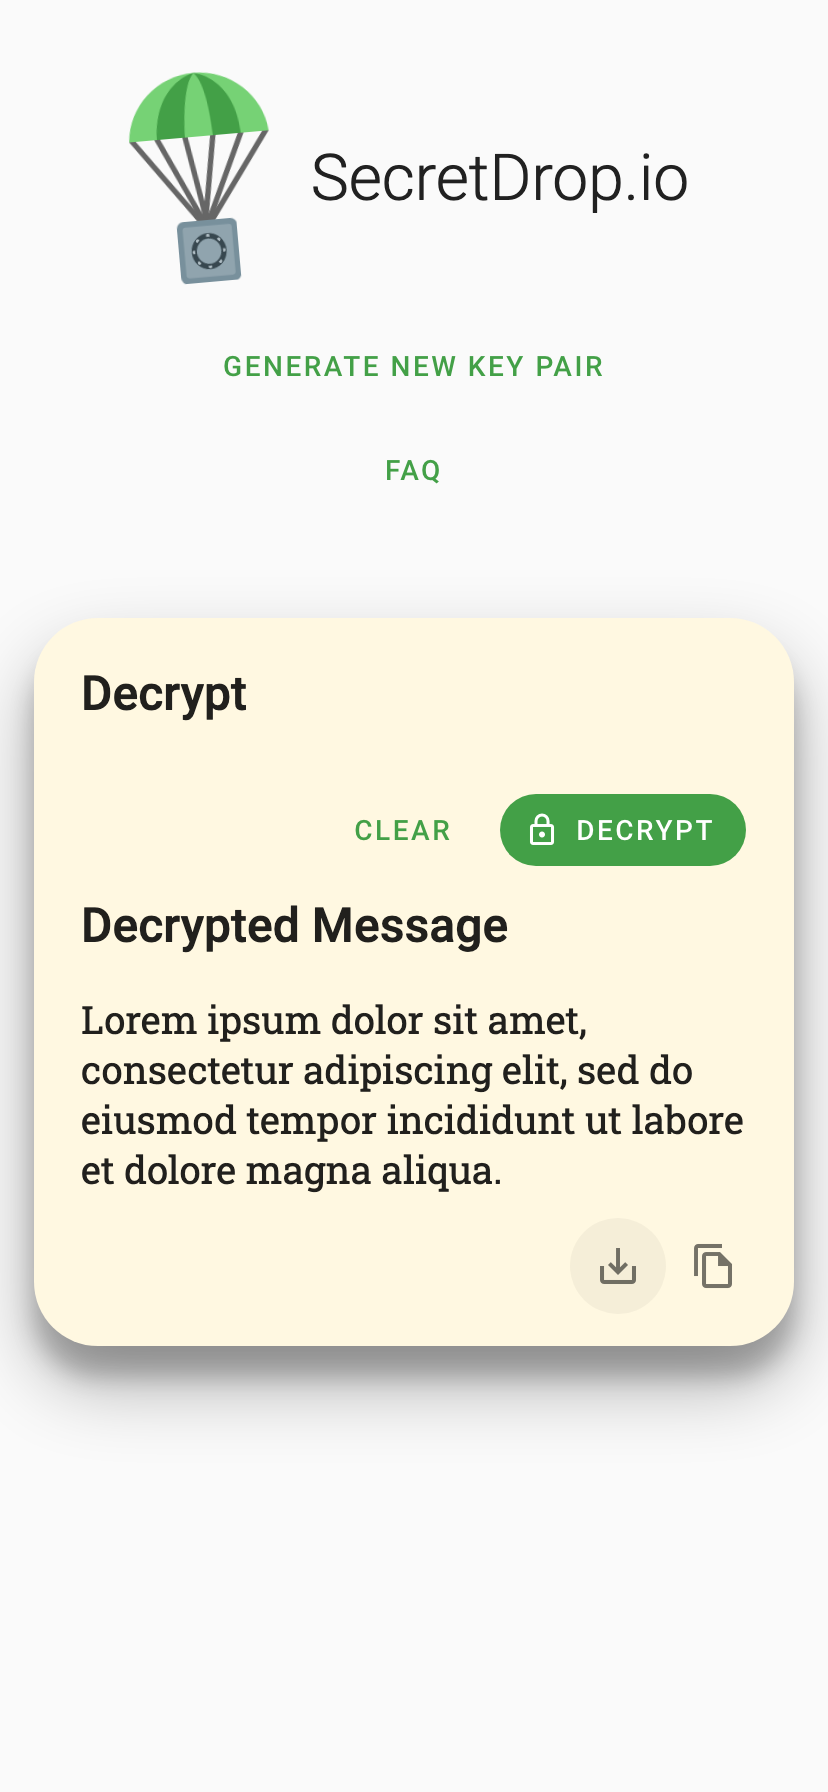 SecretDrop.io
GENERATE NEW KEY PAIR
FAQ
Decrypt
CLEAR
DECRYPT
Decrypted Message
Lorem ipsum dolor sit amet,
consectetur adipiscing elit, sed do
eiusmod tempor incididunt ut labore
et dolore magna aliqua.